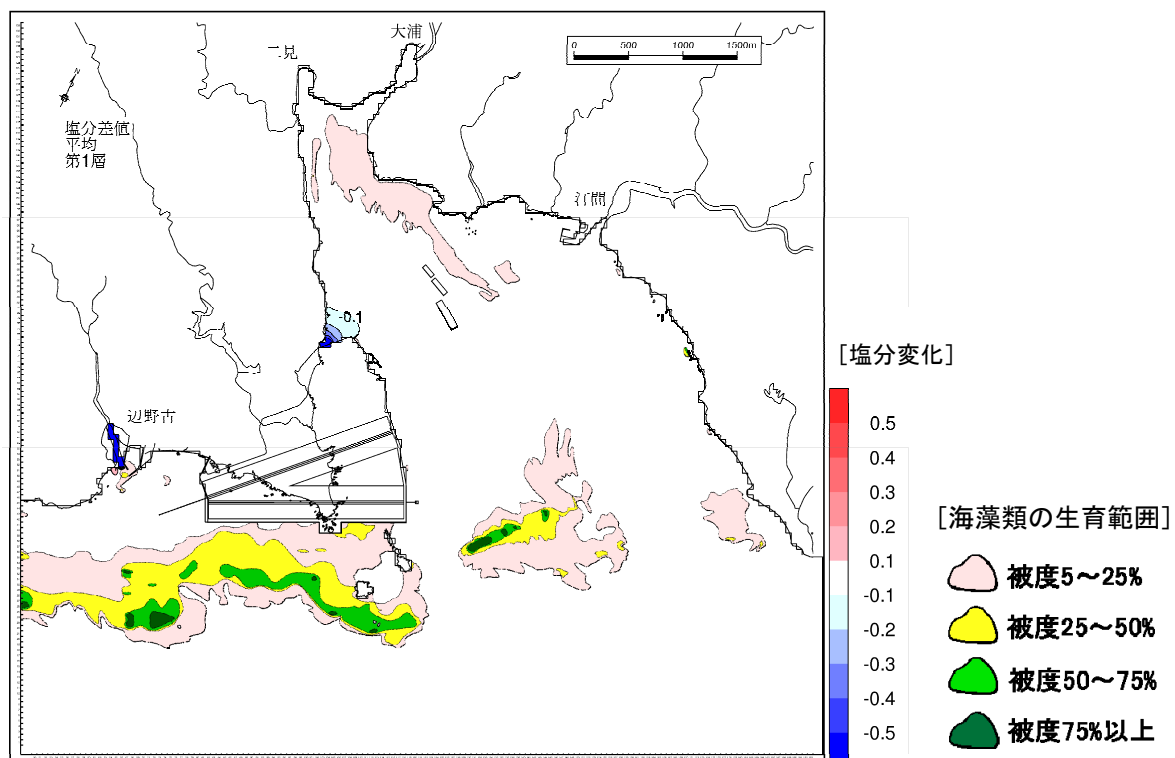 大浦
二見
0 500 1000 1500m
N
塩分差値
平均
第1層
汀間
-0.1
辺野古
[塩分変化]
0.5
0.4
0.3
0.2
0.1
-0.1
-0.2
-0.3
-0.4
-0.5
[海藻類の生育範囲]
被度5～25%
被度25～50%
被度50～75%
被度75%以上